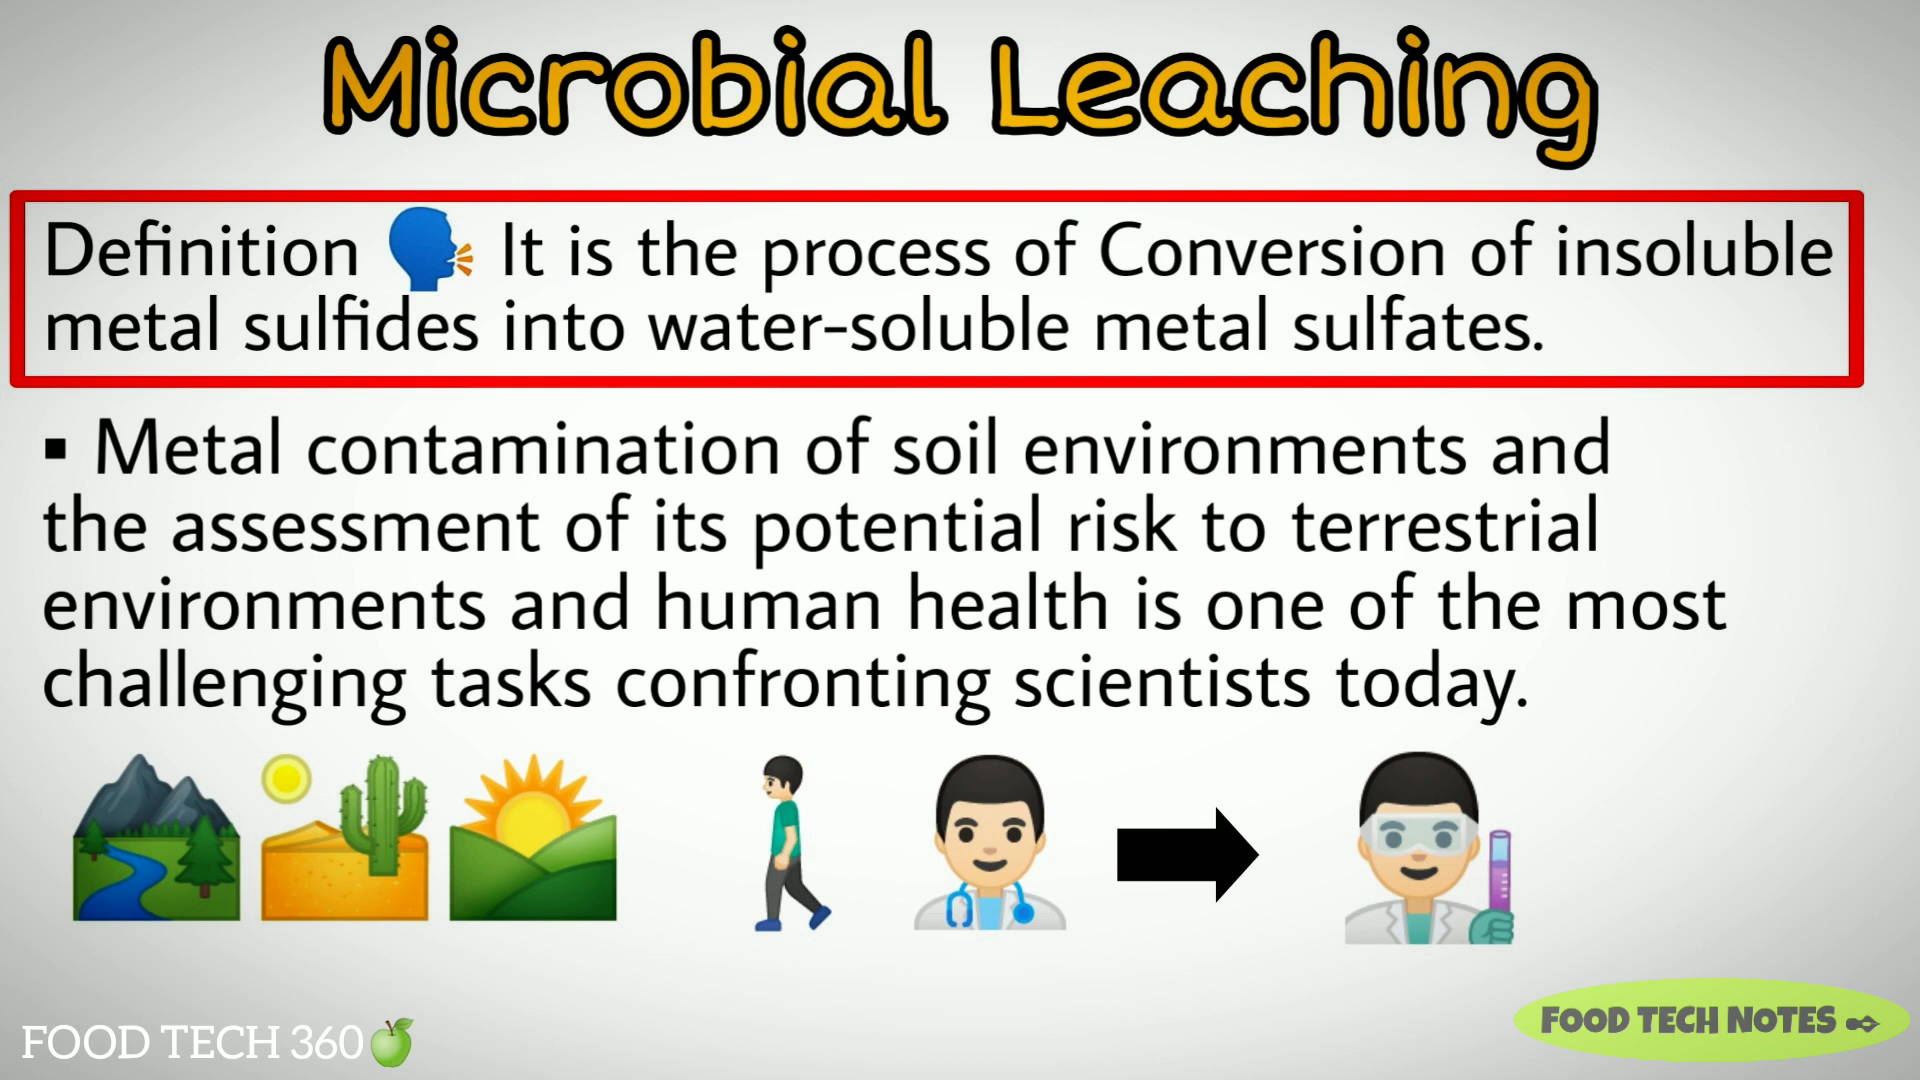 Microbial Leaching
Definition 🗣 It is the process of Conversion of insoluble
metal sulfides into water-soluble metal sulfates.
▪ Metal contamination of soil environments and
the assessment of its potential risk to terrestrial
environments and human health is one of the most
challenging tasks confronting scientists today.
FOOD TECH 360🍏
FOOD TECH NOTES ➨